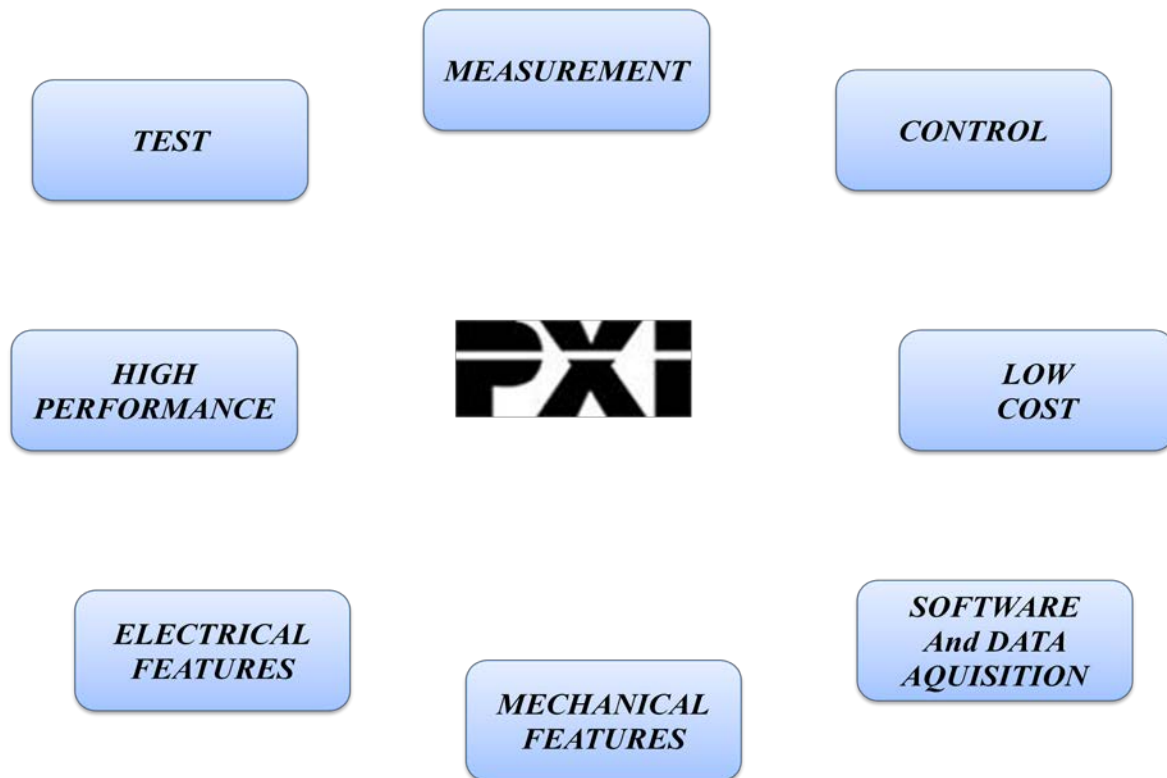 MEASUREMENT
TEST
CONTROL
PXI
HIGH
PERFORMANCE
LOW
COST
ELECTRICAL
FEATURES
MECHANICAL
FEATURES
SOFTWARE
And DATA
AQUISITION